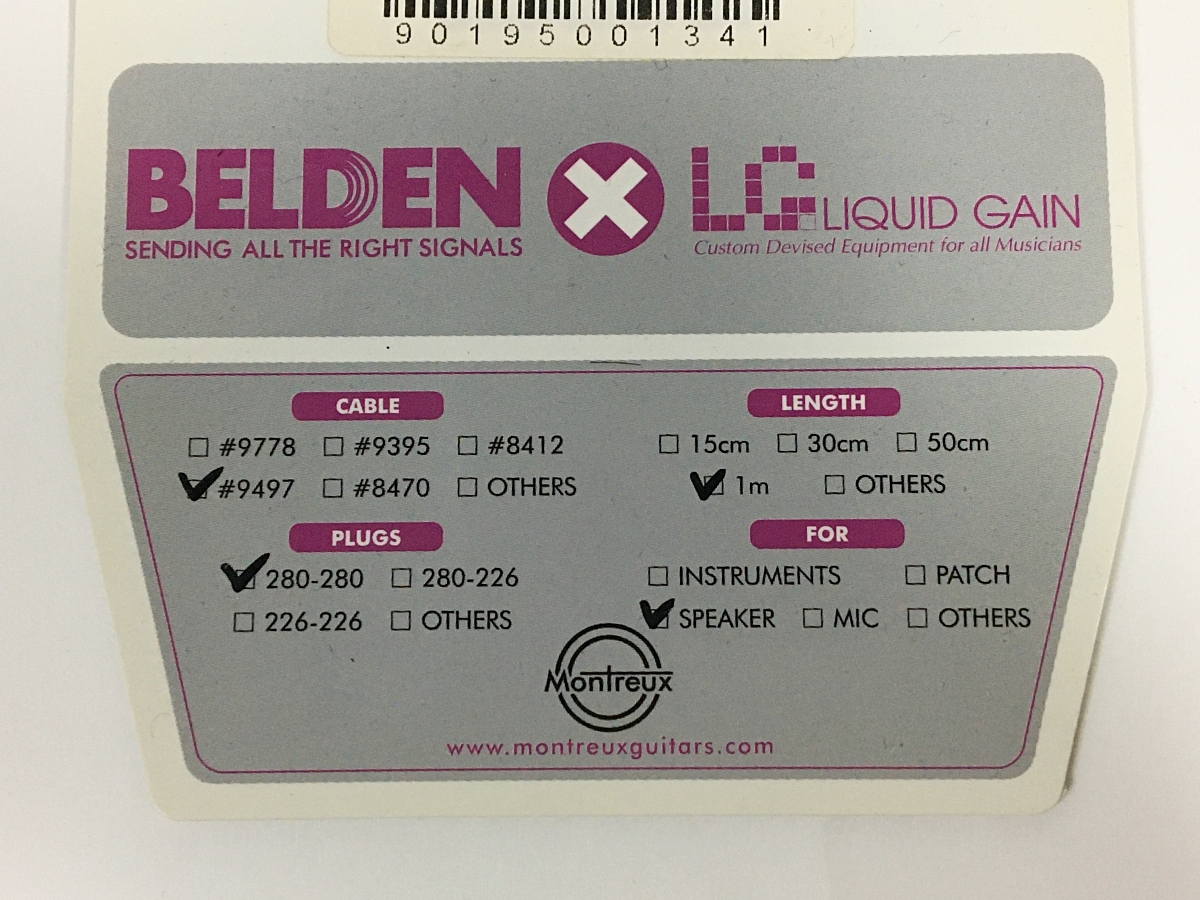 90195001341
BELDEN
SENDING ALL THE RIGHT SIGNALS
LG LIQUID GAIN
Custom Devised Equipment for all Musicians
CABLE
#9778 #9395 #8412
#9497 #8470 OTHERS
LENGTH
15cm 30cm 50cm
1m OTHERS
PLUGS
280-280 280-226
226-226 OTHERS
FOR
INSTRUMENTS PATCH
SPEAKER MIC OTHERS
Montreux
www.montreuxguitars.com